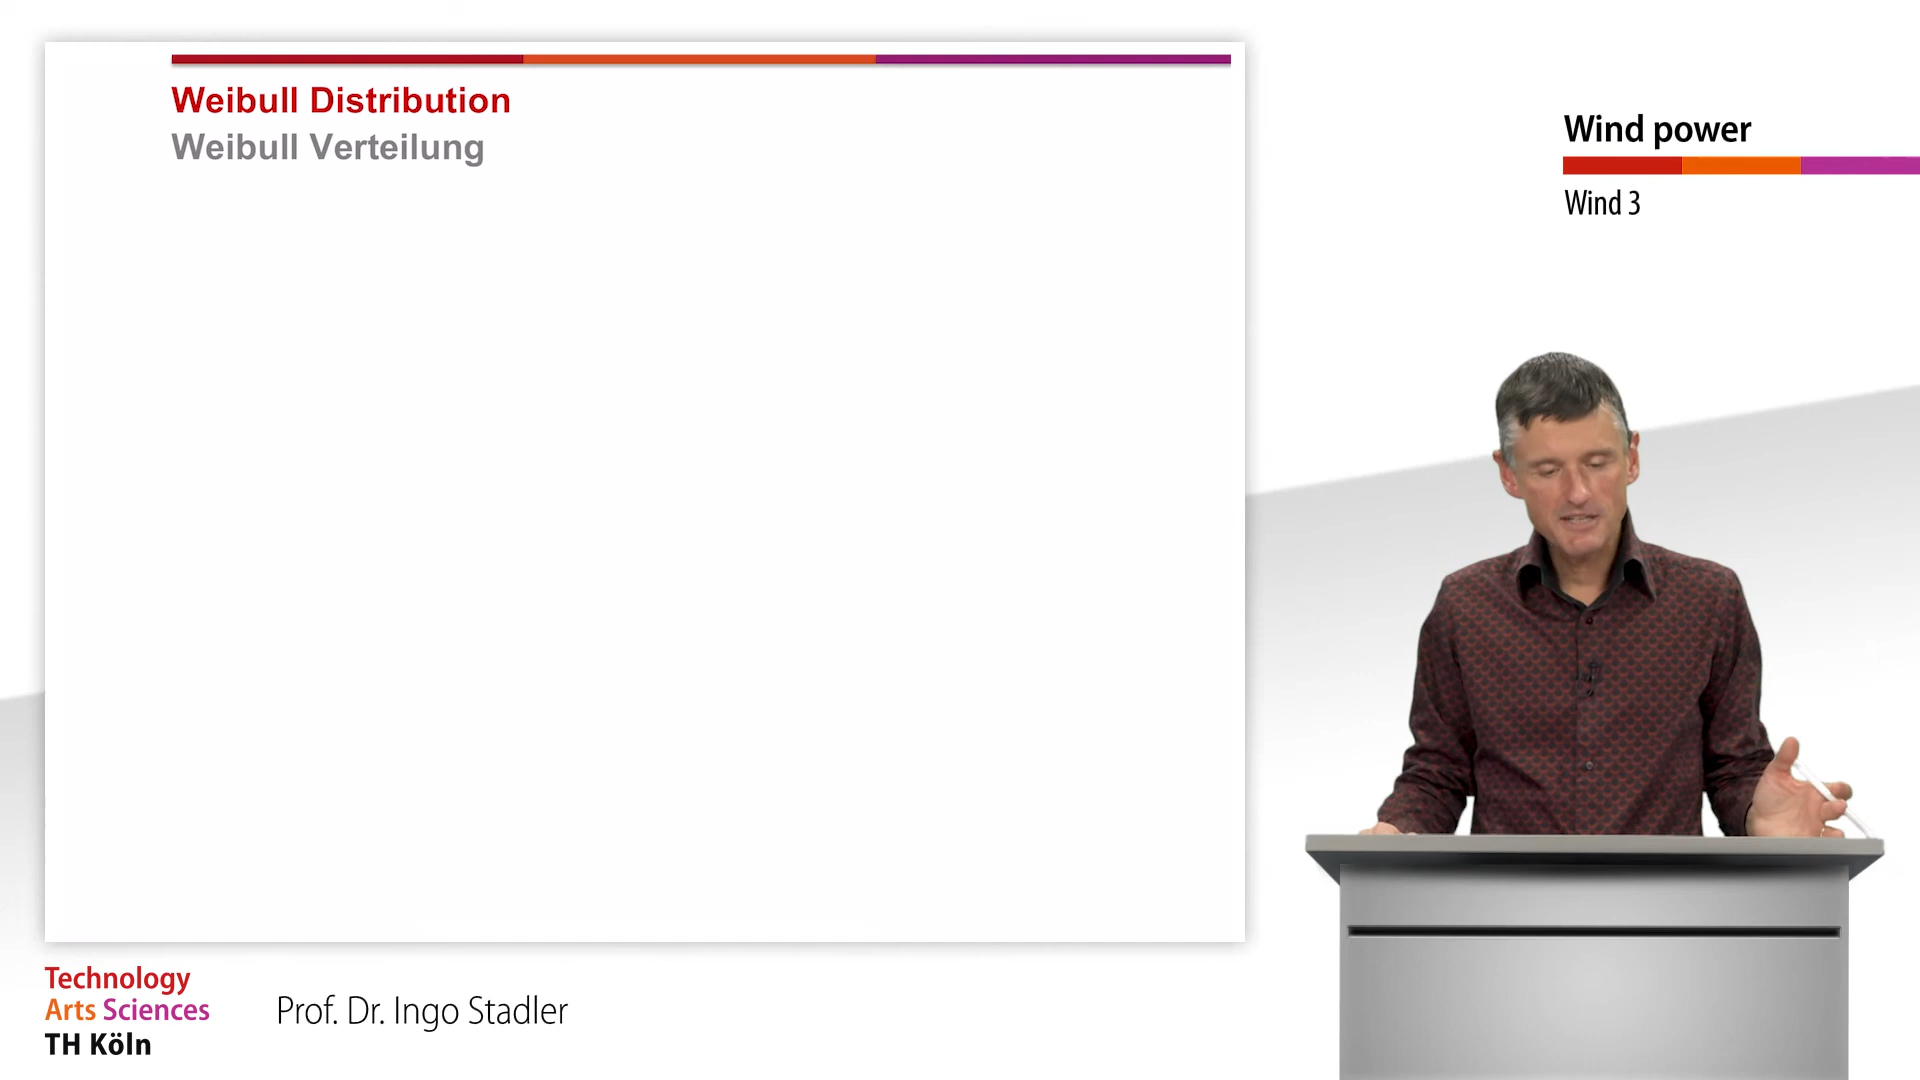 Weibull Distribution
Weibull Verteilung
Wind power
Wind 3
Technology
Arts Sciences
TH Köln
Prof. Dr. Ingo Stadler